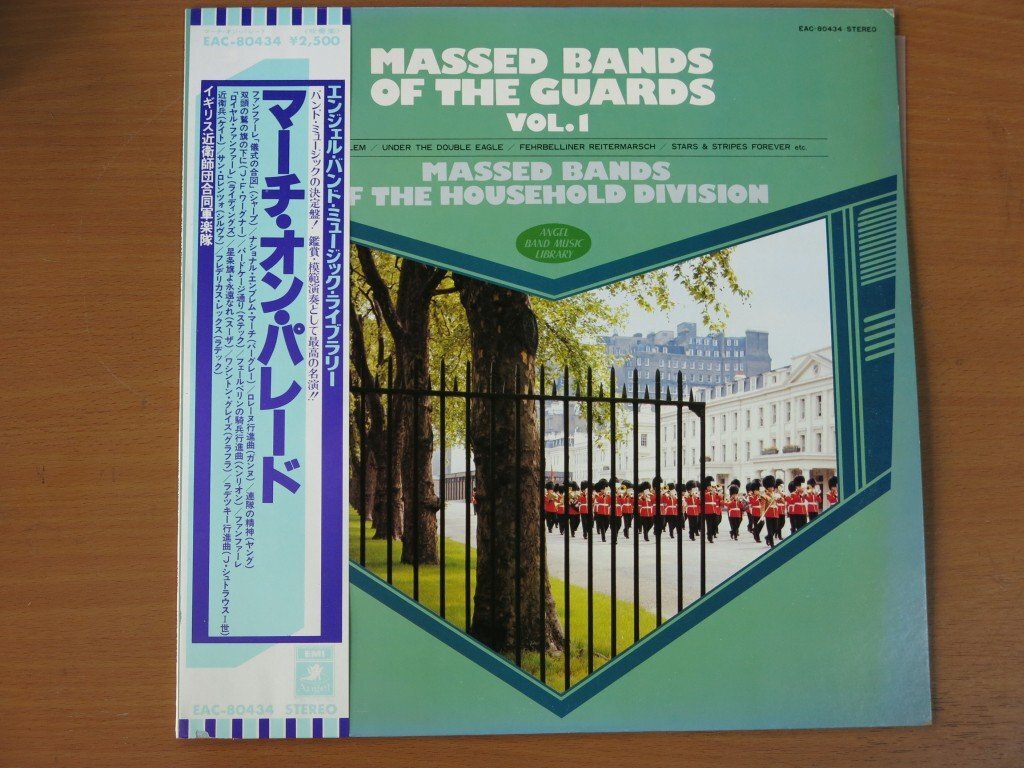 EAC-80434 ¥2,500
エンジェル・バンド・ミュージック・ライブラリー
バンド・ミュージックの決定盤! 鑑賞・模範演奏として最高の名演!!
マーチ・オン・パレード
ファンファーレ「儀式の合図」(シャープ)/ナショナル・エンブレム・マーチ(バーグレー)/ロレーヌ行進曲(ガンヌ)/連隊の精神(ヤング)
双頭の鷲の旗の下に(J・F・ワーグナー)/バードケージ通り(ステック)/フェールベリンの騎兵行進曲(ヘンリオン)/ファンファーレ
「ロイヤル・ファンファーレ」(ライディングズ)/星条旗よ永遠なれ(スーザ)/ワシントン・グレイズ(グラフラ)/ラデツキー行進曲(J・シュトラウスⅠ世)
近衛兵(ケイト)/サン・ロレンツォ(シルヴァ)/フレデリカス・レックス(ラデック)
イギリス近衛師団合同軍楽隊
EMI
Angel
EAC-80434 STEREO
EAC-80434 STEREO
MASSED BANDS
OF THE GUARDS
VOL.1
LEM / UNDER THE DOUBLE EAGLE / FEHRBELLINER REITERMARSCH / STARS & STRIPES FOREVER etc.
MASSED BANDS
F THE HOUSEHOLD DIVISION
ANGEL
BAND MUSIC
LIBRARY